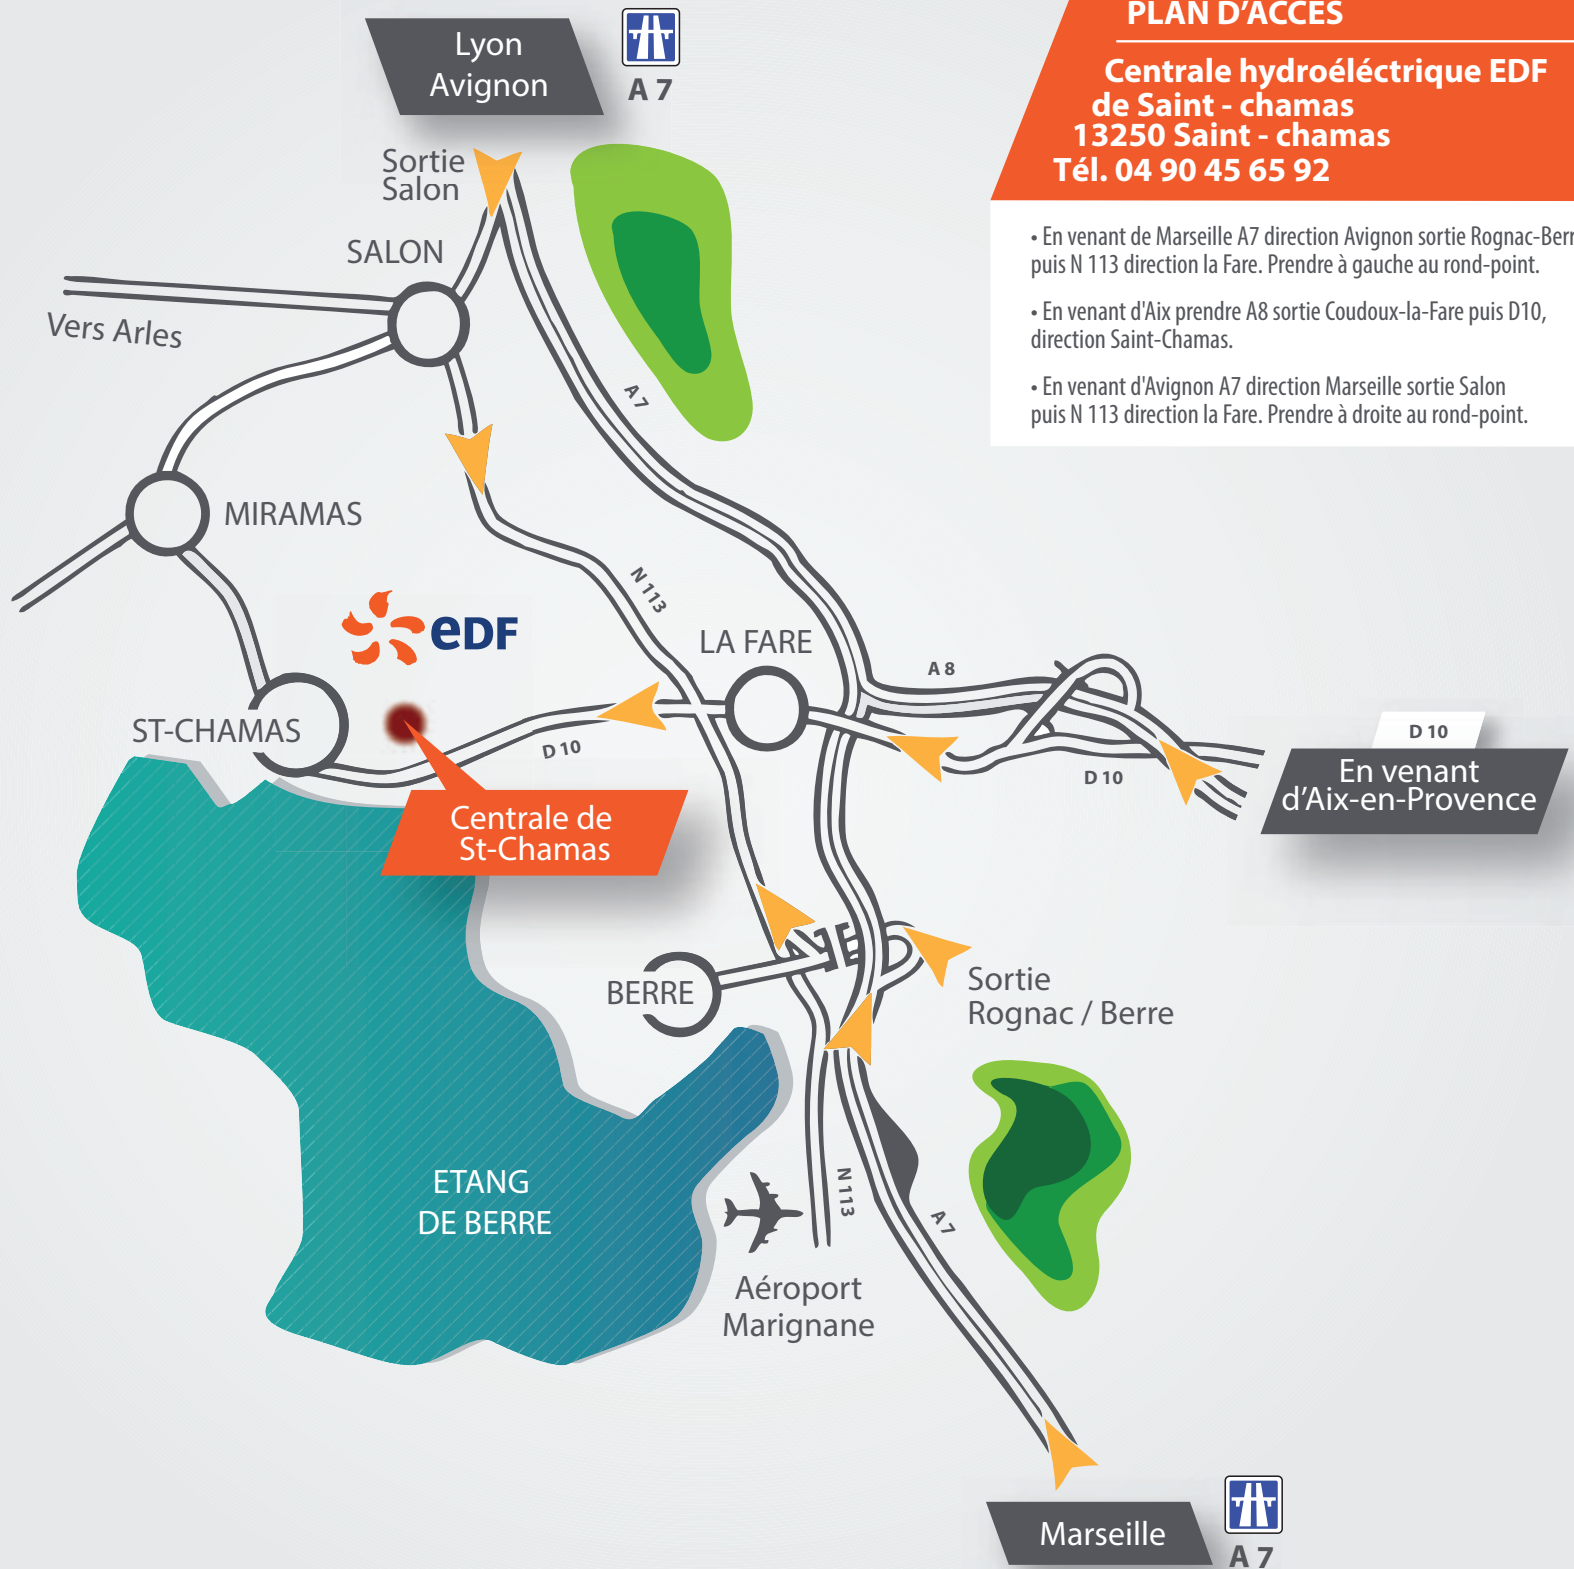 PLAN D'ACCES
Centrale hydroéléctrique EDF
de Saint - chamas
13250 Saint - chamas
Tél. 04 90 45 65 92
• En venant de Marseille A7 direction Avignon sortie Rognac-Berr
puis N 113 direction la Fare. Prendre à gauche au rond-point.
• En venant d'Aix prendre A8 sortie Coudoux-la-Fare puis D10,
direction Saint-Chamas.
• En venant d'Avignon A7 direction Marseille sortie Salon
puis N 113 direction la Fare. Prendre à droite au rond-point.
Lyon
Avignon
A 7
Sortie
Salon
SALON
Vers Arles
A 7
MIRAMAS
N 113
eDF
LA FARE
A 8
ST-CHAMAS
D 10
D 10
D 10
En venant
d'Aix-en-Provence
Centrale de
St-Chamas
BERRE
Sortie
Rognac / Berre
ETANG
DE BERRE
N 113
A 7
Aéroport
Marignane
Marseille
A 7